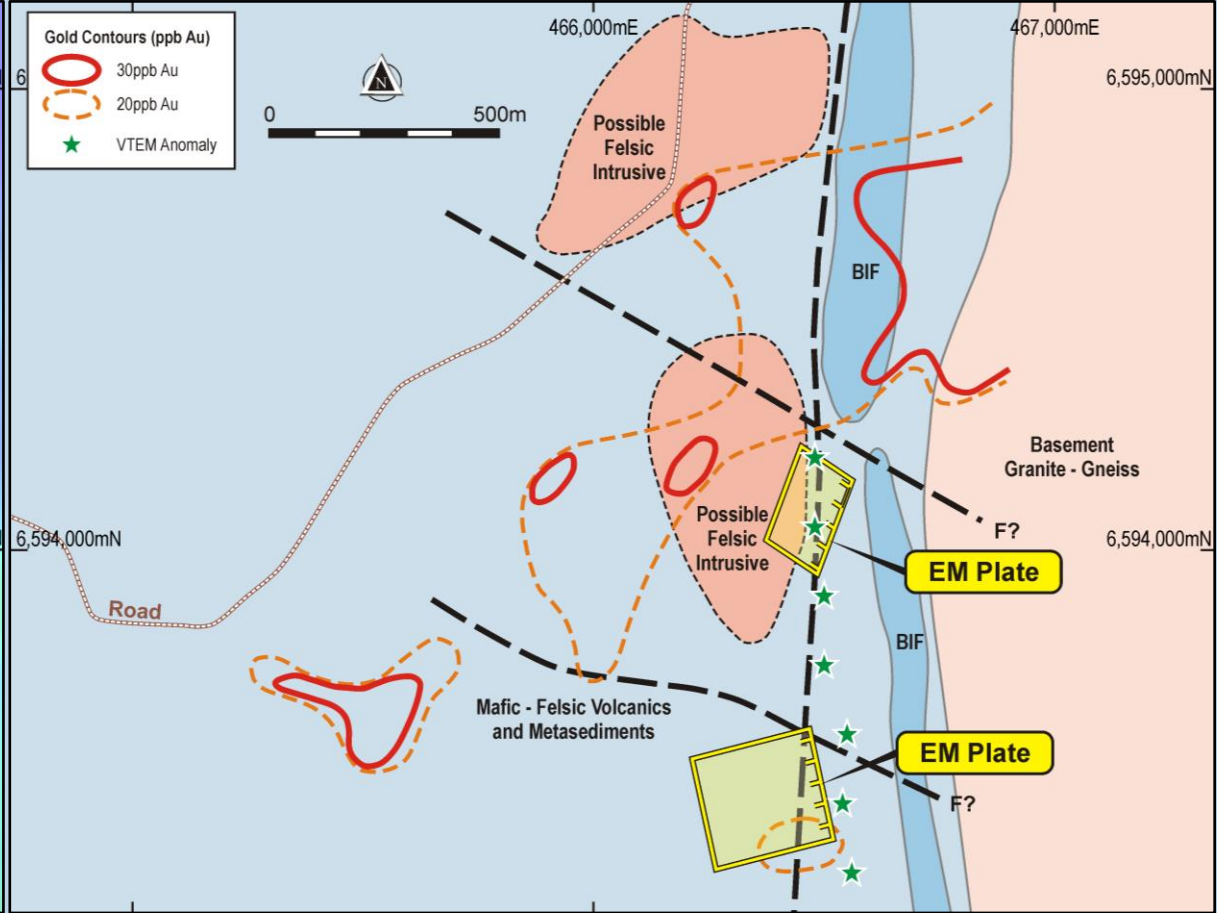 Gold Contours (ppb Au)
30ppb Au
20ppb Au
VTEM Anomaly
6
N
0
500m
466,000mE
467,000mE
6,595,000mN
Possible
Felsic
Intrusive
BIF
Basement
Granite - Gneiss
Possible
Felsic
Intrusive
F?
6,594,000mN
6,594,000mN
EM Plate
Road
BIF
Mafic - Felsic Volcanics
and Metasediments
EM Plate
F?